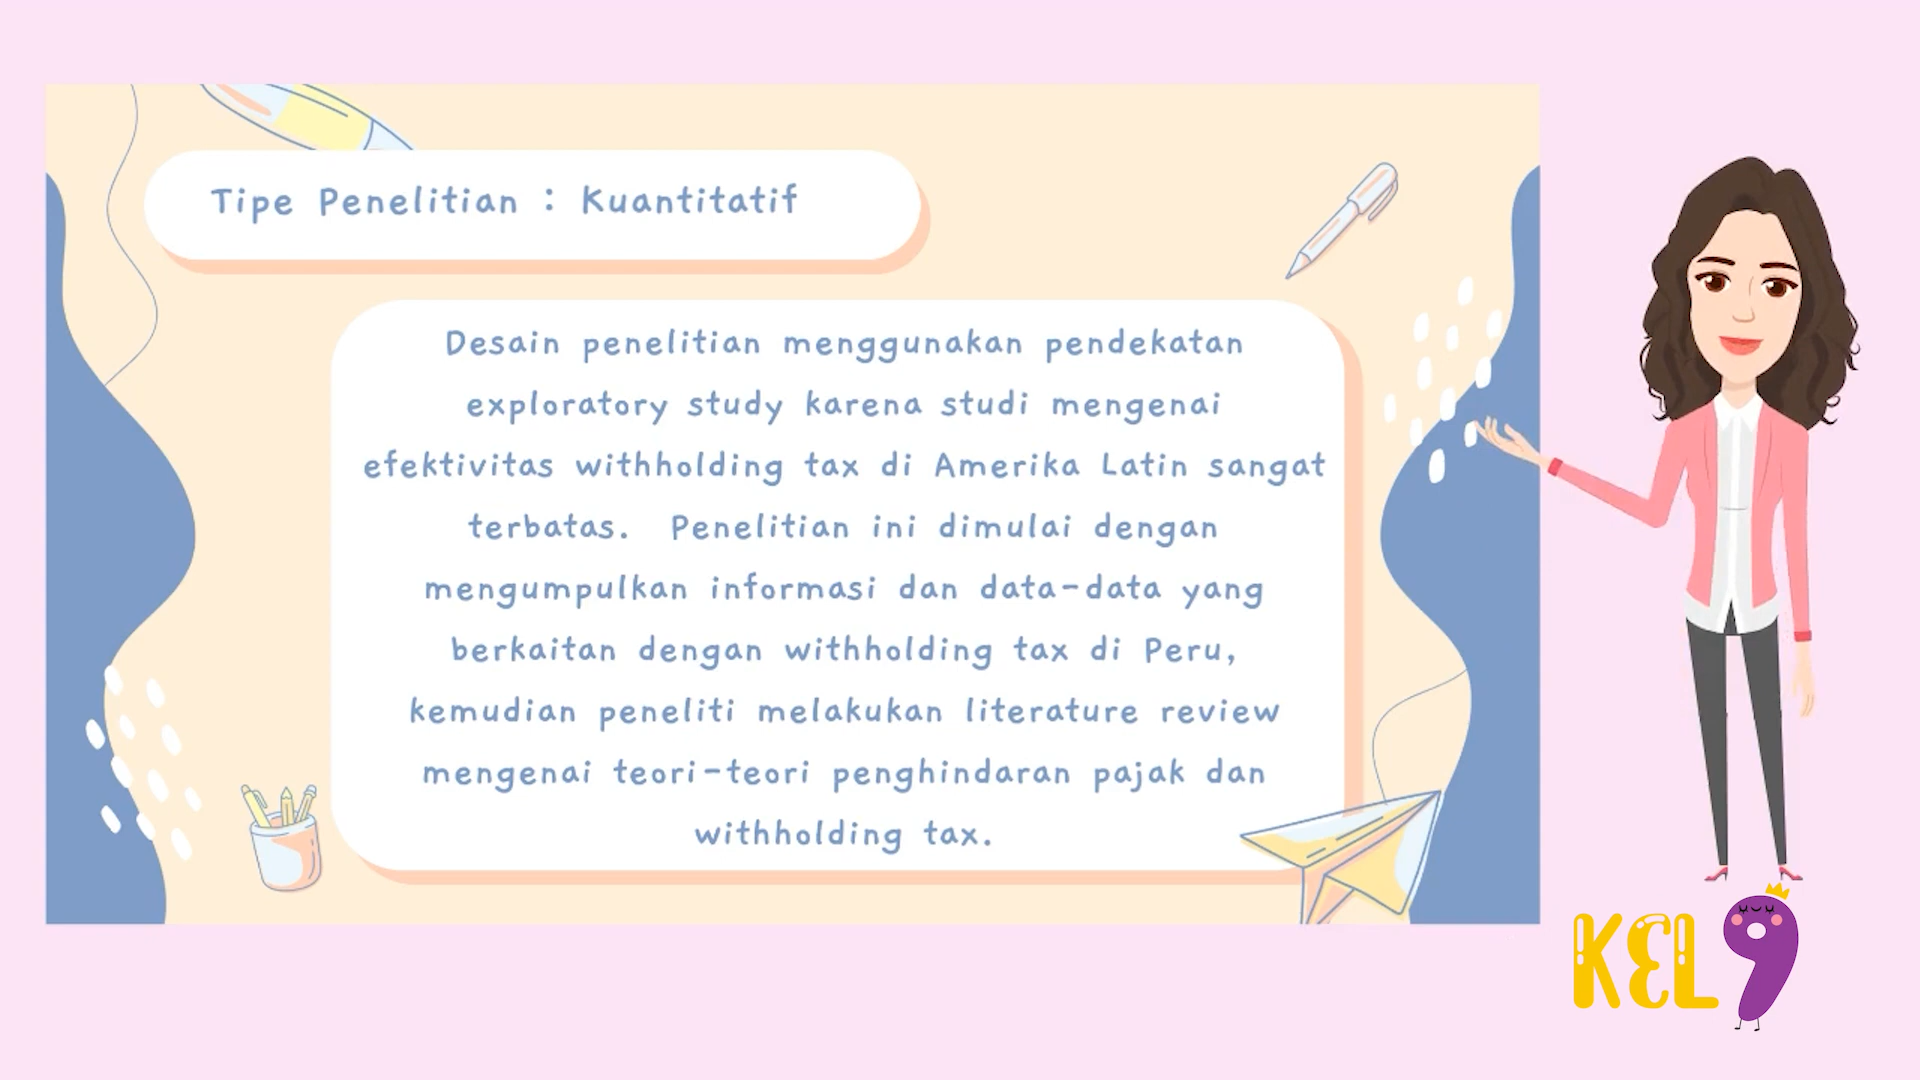 Tipe Penelitian : Kuantitatif
Desain penelitian menggunakan pendekatan
exploratory study karena studi mengenai
efektivitas withholding tax di Amerika Latin sangat
terbatas. Penelitian ini dimulai dengan
mengumpulkan informasi dan data-data yang
berkaitan dengan withholding tax di Peru,
kemudian peneliti melakukan literature review
mengenai teori-teori penghindaran pajak dan
withholding tax.
KEL9